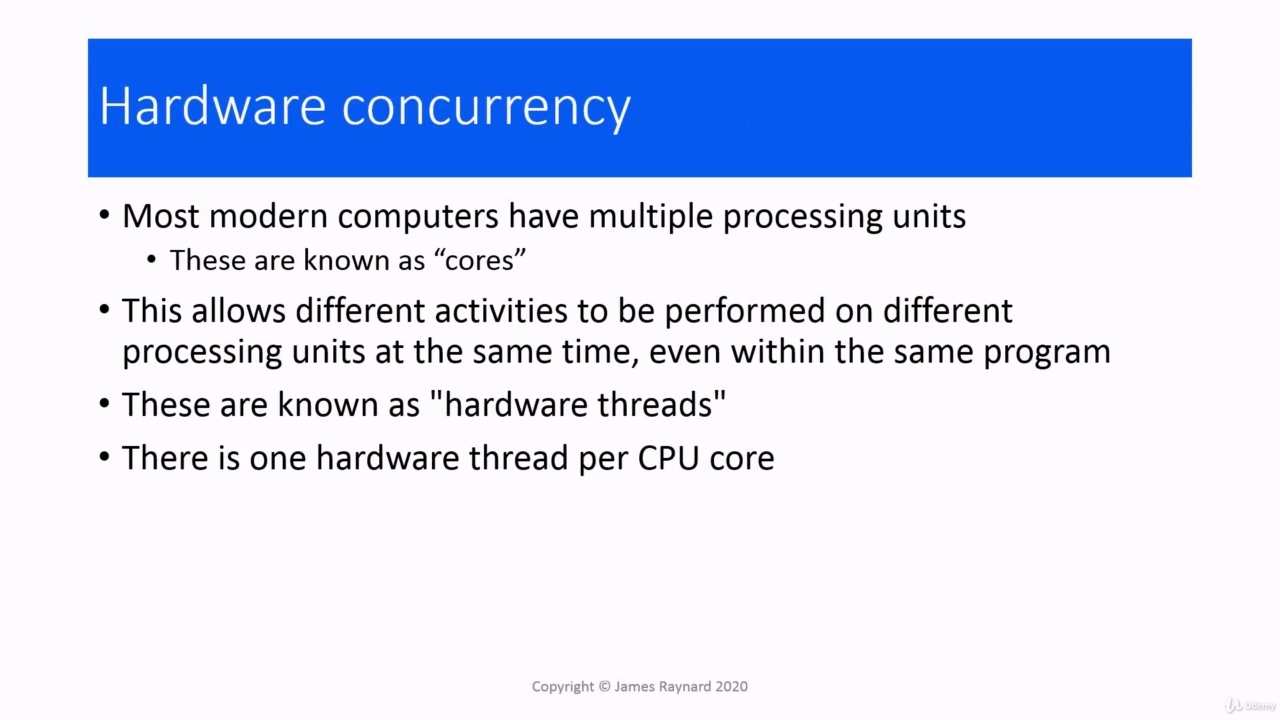 Hardware concurrency
• Most modern computers have multiple processing units
• These are known as “cores”
• This allows different activities to be performed on different
processing units at the same time, even within the same program
• These are known as "hardware threads"
• There is one hardware thread per CPU core
Copyright © James Raynard 2020
Udemy